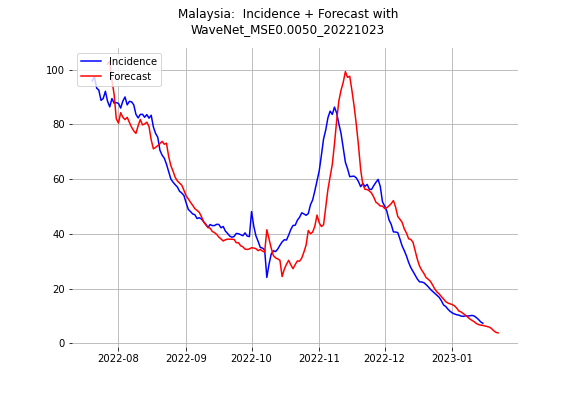 Malaysia:  Incidence + Forecast with
WaveNet_MSE0.0050_20221023
Incidence
Forecast
100
80
60
40
20
0
2022-08 2022-09 2022-10 2022-11 2022-12 2023-01